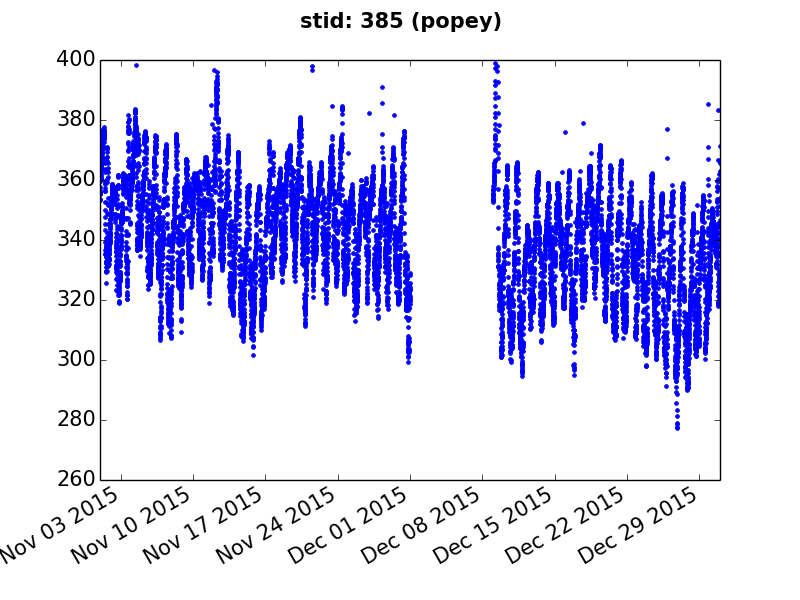 stid: 385 (popey)
400
380
360
340
320
300
280
260
Nov 03 2015
Nov 10 2015
Nov 17 2015
Nov 24 2015
Dec 01 2015
Dec 08 2015
Dec 15 2015
Dec 22 2015
Dec 29 2015